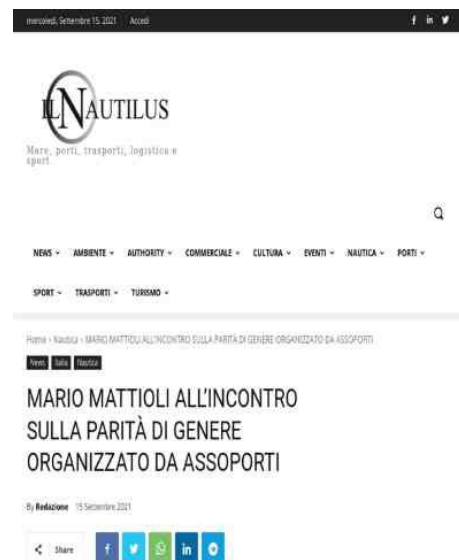 mercoledì, Settembre 15, 2021 Accedi
IL NAUTILUS
Mare, porti, trasporti, logistica e
sport
NEWS AMBIENTE AUTHORITY COMMERCIALE CULTURA EVENTI NAUTICA PORTI
SPORT TRASPORTI TURISMO
Home › Nautica › MARIO MATTIOLI ALL'INCONTRO SULLA PARITÀ DI GENERE ORGANIZZATO DA ASSOPORTI
News Italia Nautica
MARIO MATTIOLI ALL'INCONTRO
SULLA PARITÀ DI GENERE
ORGANIZZATO DA ASSOPORTI
By Redazione 15 Settembre 2021
Share